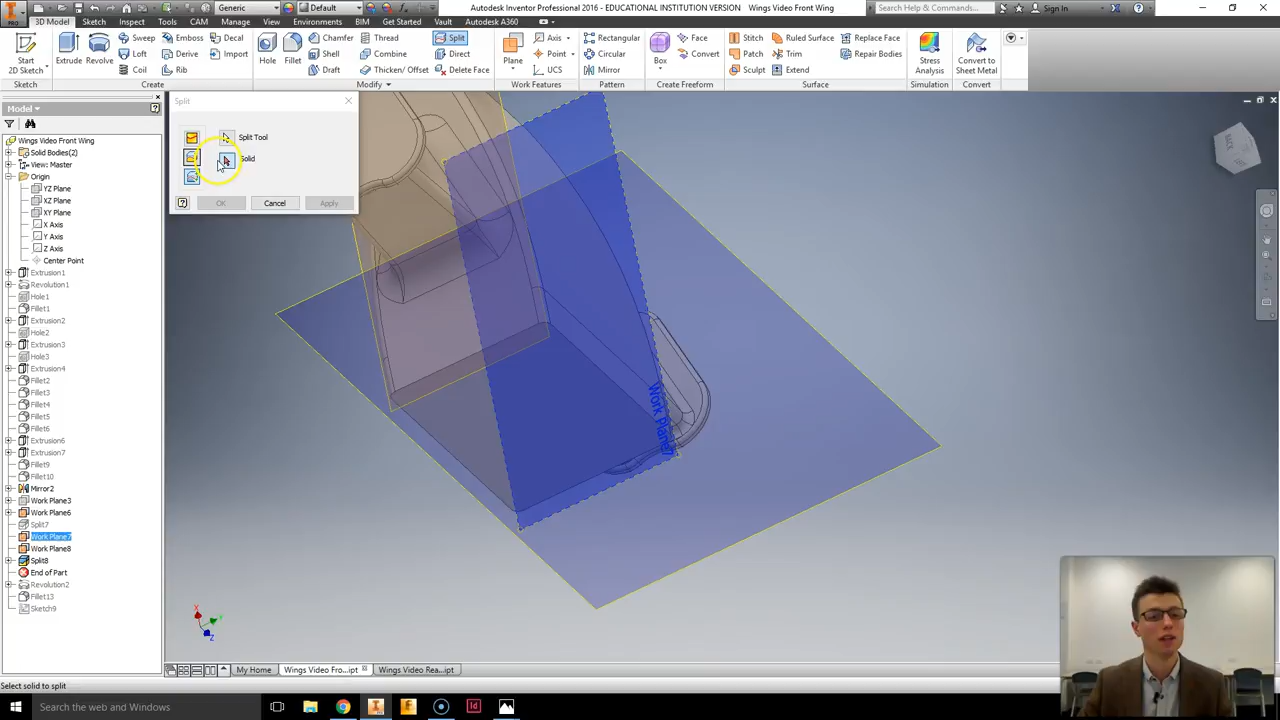 Generic
Default
Autodesk Inventor Professional 2016 - EDUCATIONAL INSTITUTION VERSION Wings Video Front Wing
Search Help & Commands...
Sign In
PRO
3D Model Sketch Inspect Tools CAM Manage View Environments BIM Get Started Vault Autodesk A360
Start
2D Sketch
Extrude
Revolve
Sweep
Loft
Coil
Emboss
Derive
Rib
Decal
Import
Hole
Fillet
Chamfer
Shell
Draft
Thread
Combine
Thicken/ Offset
Split
Direct
Delete Face
Plane
Axis
Point
UCS
Rectangular
Circular
Mirror
Box
Face
Convert
Stitch
Patch
Sculpt
Ruled Surface
Trim
Extend
Replace Face
Repair Bodies
Stress
Analysis
Convert to
Sheet Metal
Sketch
Create
Modify
Work Features
Pattern
Create Freeform
Surface
Simulation
Convert
Model
Wings Video Front Wing
Solid Bodies(2)
View: Master
Origin
YZ Plane
XZ Plane
XY Plane
X Axis
Y Axis
Z Axis
Center Point
Extrusion1
Revolution1
Hole1
Fillet1
Extrusion2
Hole2
Extrusion3
Hole3
Extrusion4
Fillet2
Fillet3
Fillet4
Fillet5
Fillet6
Extrusion6
Extrusion7
Fillet9
Fillet10
Mirror2
Work Plane3
Work Plane6
Split7
Work Plane7
Work Plane8
Split8
End of Part
Revolution2
Fillet13
Sketch9
Split
Split Tool
Solid
OK
Cancel
Apply
Work Plane7
BACK
X
Y
Z
My Home
Wings Video Fro...ipt
Wings Video Rea...ipt
Select solid to split
Search the web and Windows
Id